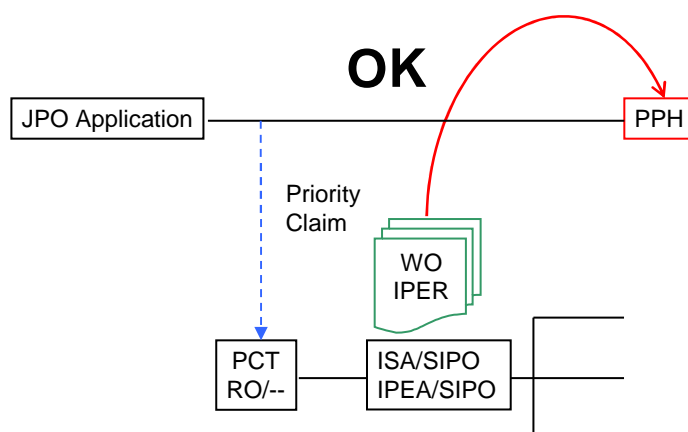 OK
JPO Application
PPH
Priority
Claim
WO
IPER
PCT
RO/--
ISA/SIPO
IPEA/SIPO